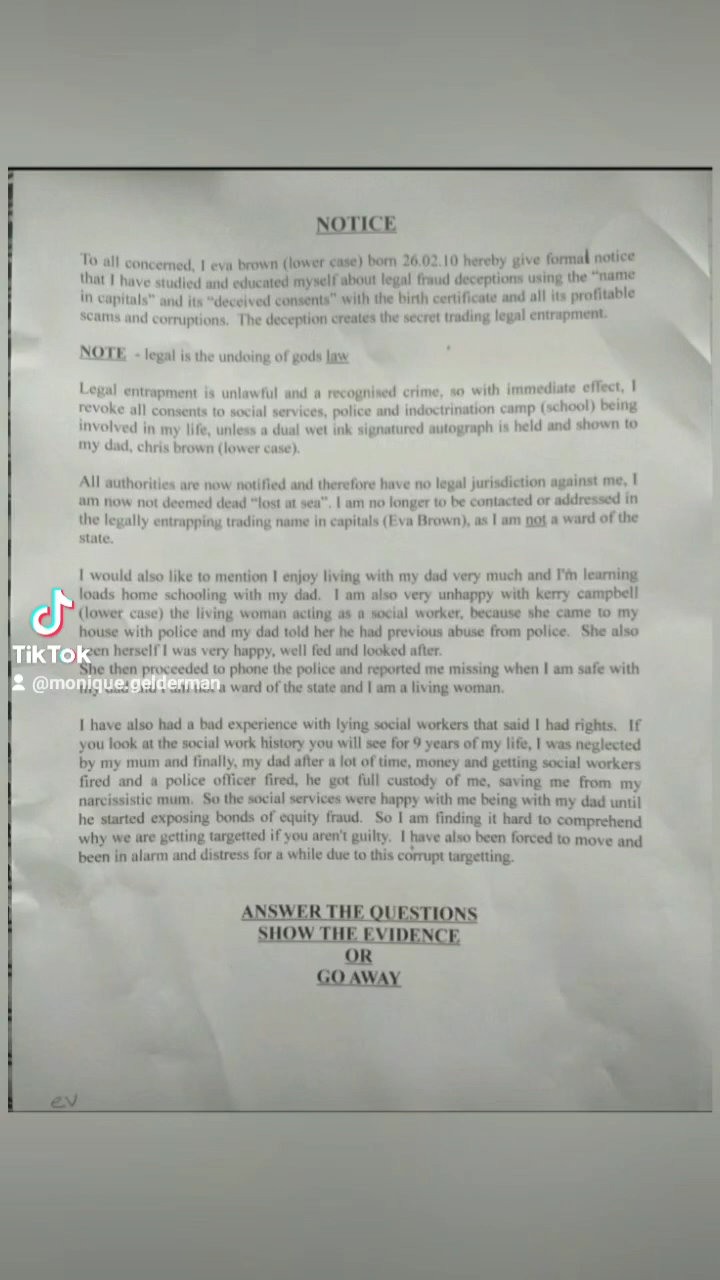 NOTICE
To all concerned, I eva brown (lower case) born 26.02.10 hereby give formal notice
that I have studied and educated myself about legal fraud deceptions using the "name
in capitals" and its "deceived consents" with the birth certificate and all its profitable
scams and corruptions. The deception creates the secret trading legal entrapment.
NOTE - legal is the undoing of gods law
Legal entrapment is unlawful and a recognised crime, so with immediate effect, I
revoke all consents to social services, police and indoctrination camp (school) being
involved in my life, unless a dual wet ink signatured autograph is held and shown to
my dad, chris brown (lower case).
All authorities are now notified and therefore have no legal jurisdiction against me, I
am now not deemed dead "lost at sea". I am no longer to be contacted or addressed in
the legally entrapping trading name in capitals (Eva Brown), as I am not a ward of the
state.
I would also like to mention I enjoy living with my dad very much and I'm learning
loads home schooling with my dad. I am also very unhappy with kerry campbell
(lower case) the living woman acting as a social worker, because she came to my
house with police and my dad told her he had previous abuse from police. She also
herself I was very happy, well fed and looked after.
She then proceeded to phone the police and reported me missing when I am safe with
a ward of the state and I am a living woman.
TikTok
@monique.gelderman
I have also had a bad experience with lying social workers that said I had rights. If
you look at the social work history you will see for 9 years of my life, I was neglected
by my mum and finally, my dad after a lot of time, money and getting social workers
fired and a police officer fired, he got full custody of me, saving me from my
narcissistic mum. So the social services were happy with me being with my dad until
he started exposing bonds of equity fraud. So I am finding it hard to comprehend
why we are getting targetted if you aren't guilty. I have also been forced to move and
been in alarm and distress for a while due to this corrupt targetting.
ANSWER THE QUESTIONS
SHOW THE EVIDENCE
OR
GO AWAY
ev